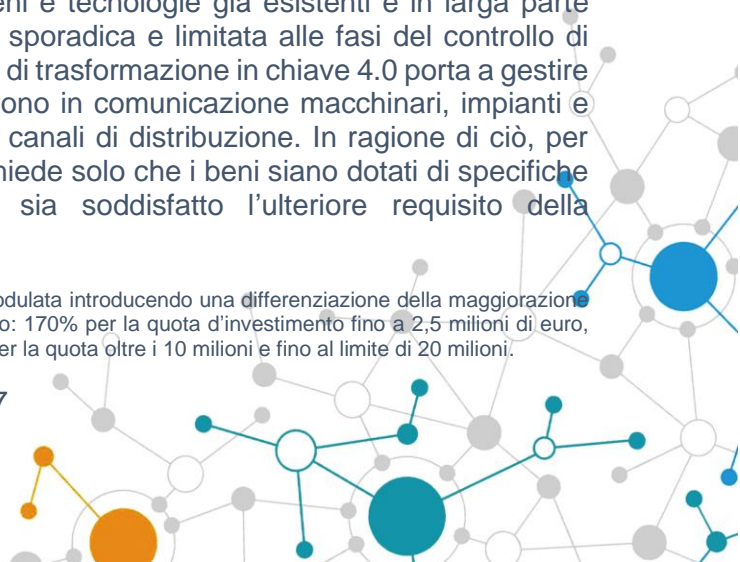 eni e tecnologie già esistenti e in larga parte
sporadica e limitata alle fasi del controllo di
di trasformazione in chiave 4.0 porta a gestire
ono in comunicazione macchinari, impianti e
canali di distribuzione. In ragione di ciò, per
hiede solo che i beni siano dotati di specifiche
sia soddisfatto l’ulteriore requisito della
odulata introducendo una differenziazione della maggiorazione
o: 170% per la quota d’investimento fino a 2,5 milioni di euro,
er la quota oltre i 10 milioni e fino al limite di 20 milioni.
7